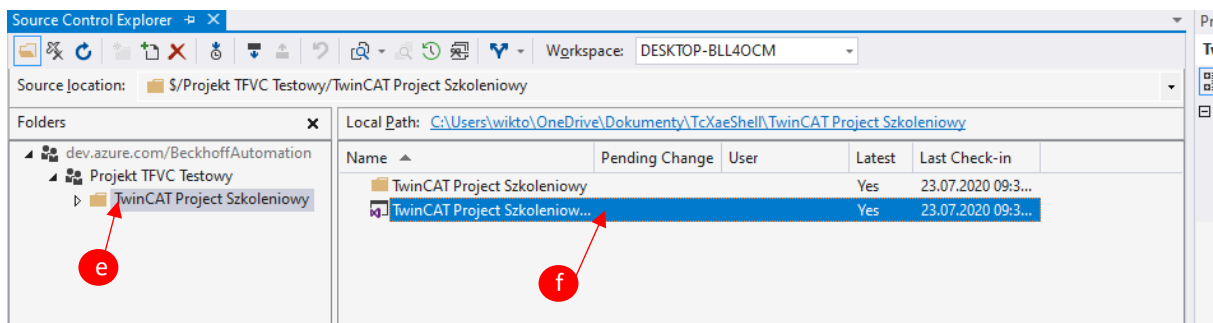 Source Control Explorer
Pr
Workspace: DESKTOP-BLL4OCM
Source location: $/Projekt TFVC Testowy/TwinCAT Project Szkoleniowy
Folders
Local Path: C:\Users\wikto\OneDrive\Dokumenty\TcXaeShell\TwinCAT Project Szkoleniowy
dev.azure.com/BeckhoffAutomation
Name Pending Change User Latest Last Check-in
Projekt TFVC Testowy
TwinCAT Project Szkoleniowy Yes 23.07.2020 09:3...
TwinCAT Project Szkoleniowy
TwinCAT Project Szkoleniow... Yes 23.07.2020 09:3...
e
f